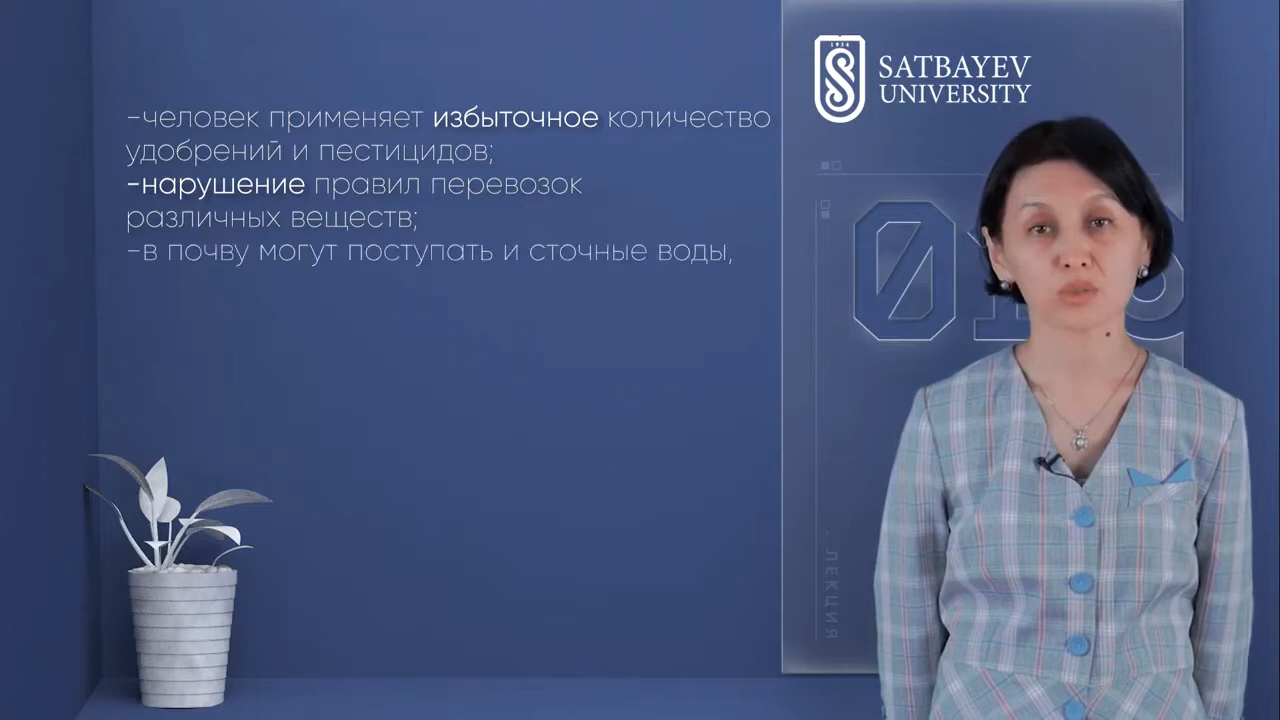 -человек применяет избыточное количество
удобрений и пестицидов;
-нарушение правил перевозок
различных веществ;
-в почву могут поступать и сточные воды,
1934
SATBAYEV
UNIVERSITY
ЛЕКЦИЯ